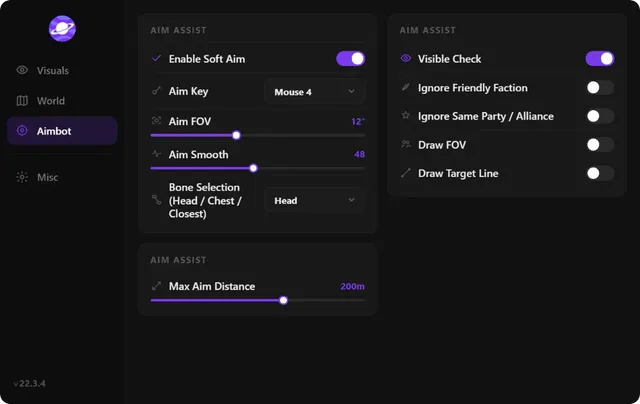 Visuals
World
Aimbot
Misc
v22.3.4
AIM ASSIST
Enable Soft Aim
Aim Key
Mouse 4
Aim FOV
12°
Aim Smooth
48
Bone Selection
(Head / Chest /
Closest)
Head
AIM ASSIST
Max Aim Distance
200m
AIM ASSIST
Visible Check
Ignore Friendly Faction
Ignore Same Party / Alliance
Draw FOV
Draw Target Line